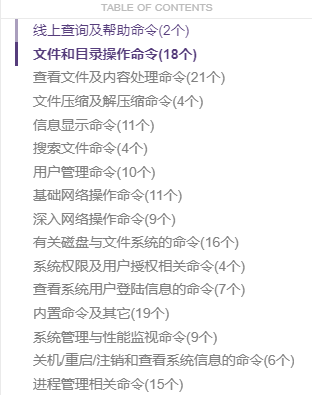 TABLE OF CONTENTS
线上查询及帮助命令(2个)
文件和目录操作命令(18个)
查看文件及内容处理命令(21个)
文件压缩及解压缩命令(4个)
信息显示命令(11个)
搜索文件命令(4个)
用户管理命令(10个)
基础网络操作命令(11个)
深入网络操作命令(9个)
有关磁盘与文件系统的命令(16个)
系统权限及用户授权相关命令(4个)
查看系统用户登陆信息的命令(7个)
内置命令及其它(19个)
系统管理与性能监视命令(9个)
关机/重启/注销和查看系统信息的命令(6个)
进程管理相关命令(15个)